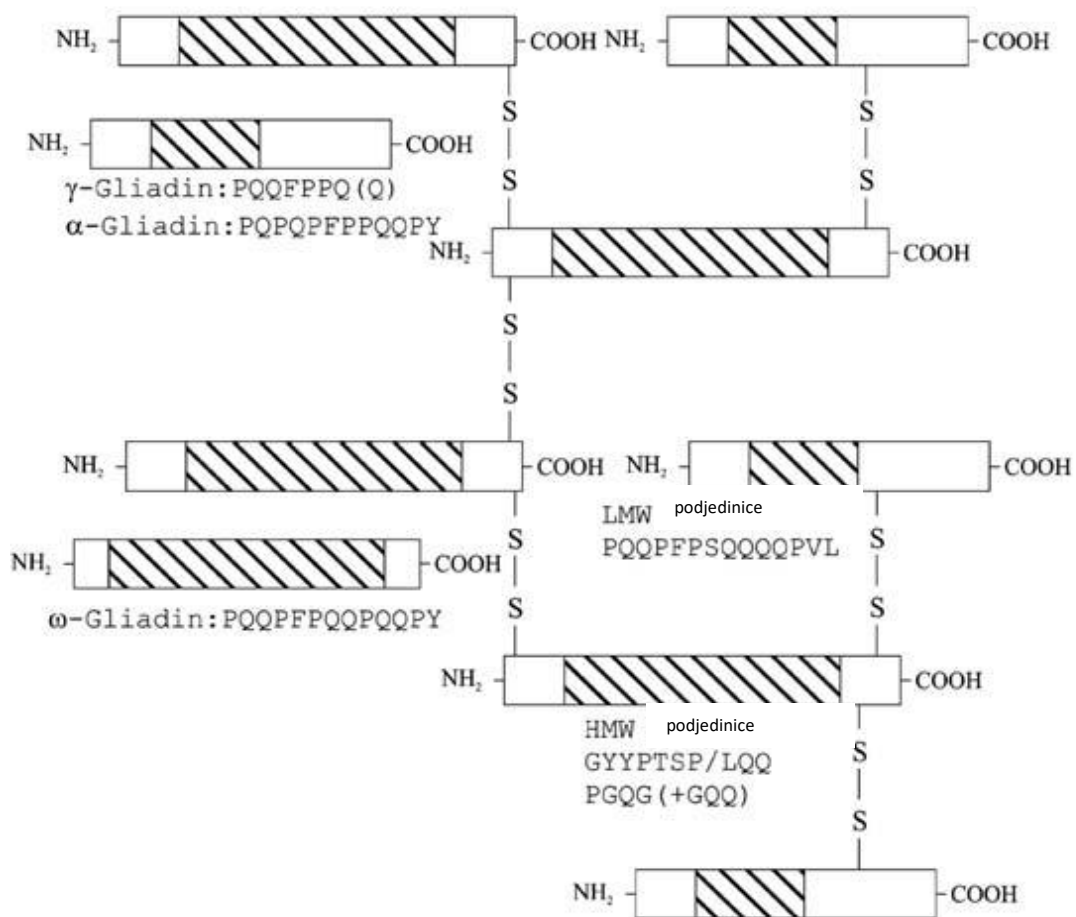 NH₂ COOH NH₂ COOH
S S
NH₂ COOH
S S
γ-Gliadin:PQQFPPQ(Q)
α-Gliadin:PQPQPFPPQQPY
NH₂ COOH
S
S
NH₂ COOH NH₂ COOH
LMW podjedinice
PQQPFPSQQQQPVL
S S
NH₂ COOH
S S
ω-Gliadin:PQQPFPQQPQQPY
NH₂ COOH
HMW podjedinice
GYYPTSP/LQQ
PGQG(+GQQ)
S
S
NH₂ COOH